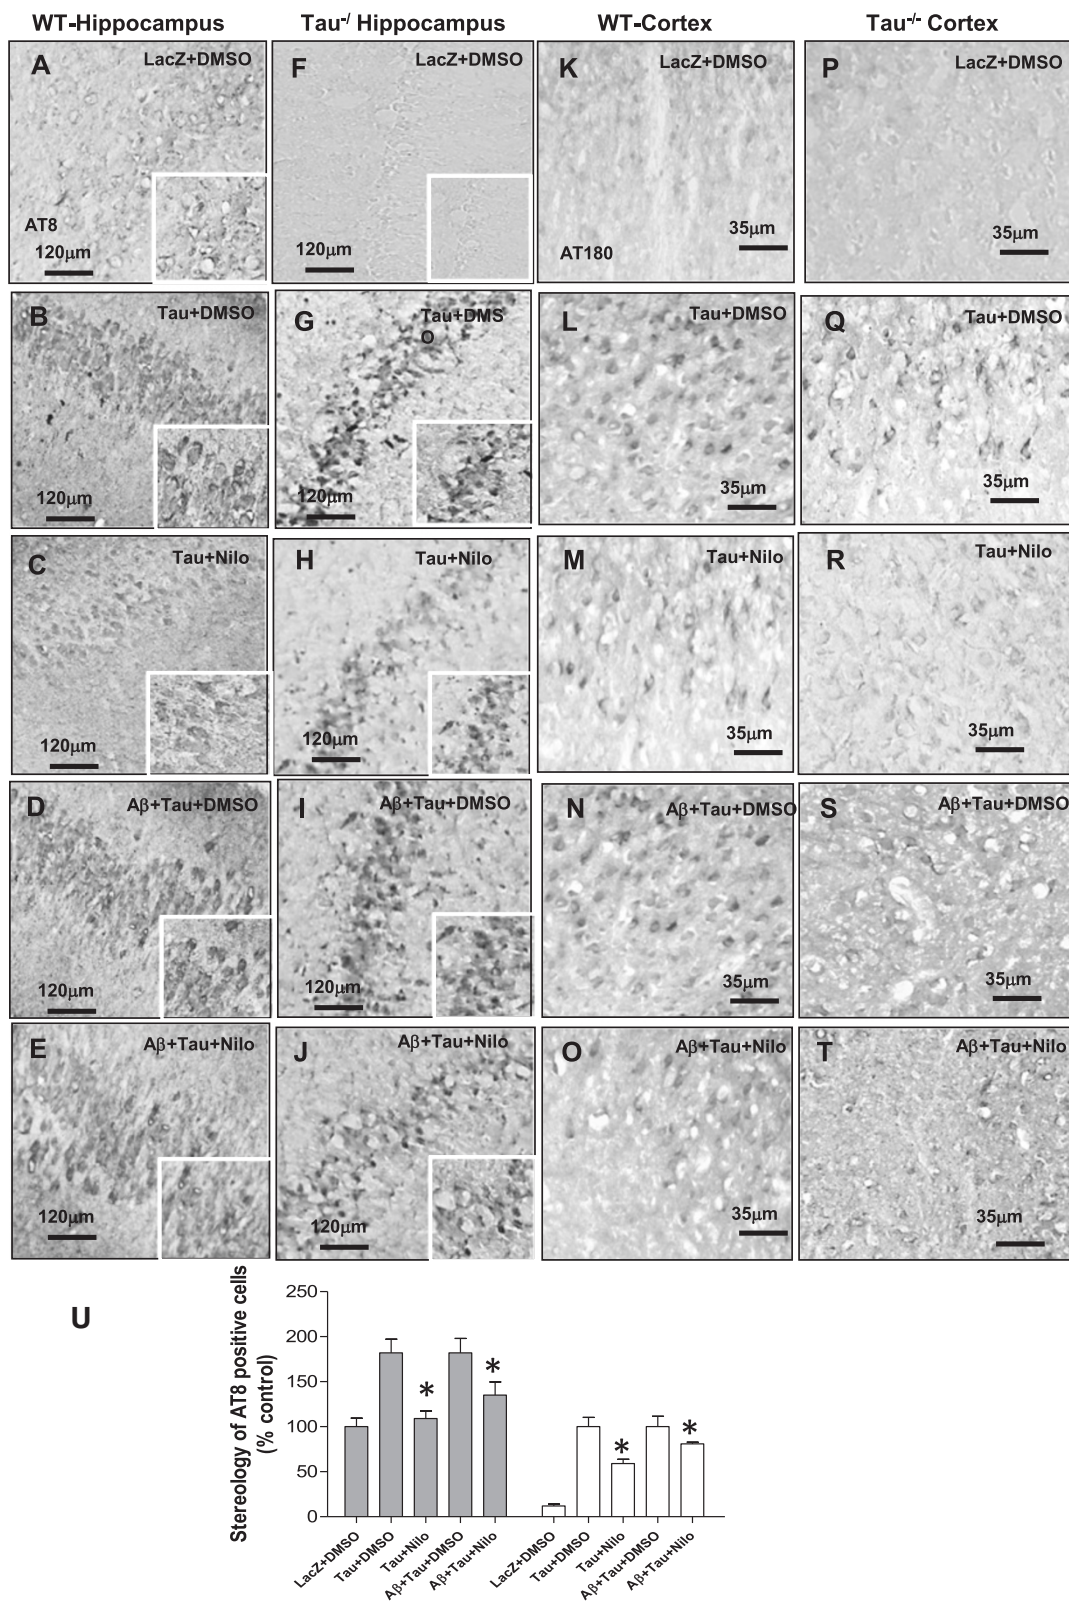 WT-Hippocampus
Tau-/ Hippocampus
WT-Cortex
Tau-/- Cortex
A
LacZ+DMSO
AT8
120μm
F
LacZ+DMSO
120μm
K
LacZ+DMSO
35μm
AT180
P
LacZ+DMSO
35μm
B
Tau+DMSO
120μm
G
Tau+DMS
O
120μm
L
Tau+DMSO
35μm
Q
Tau+DMSO
35μm
C
Tau+Nilo
120μm
H
Tau+Nilo
120μm
M
Tau+Nilo
35μm
R
Tau+Nilo
35μm
D
Aβ+Tau+DMSO
120μm
I
Aβ+Tau+DMSO
120μm
N
Aβ+Tau+DMSO
35μm
S
Aβ+Tau+DMSO
35μm
E
Aβ+Tau+Nilo
120μm
J
Aβ+Tau+Nilo
120μm
O
Aβ+Tau+Nilo
35μm
T
Aβ+Tau+Nilo
35μm
U
Stereology of AT8 positive cells
(% control)
250
200
150
100
50
0
*
*
*
*
LacZ+DMSO
Tau+DMSO
Tau+Nilo
Aβ+Tau+DMSO
Aβ+Tau+Nilo
LacZ+DMSO
Tau+DMSO
Tau+Nilo
Aβ+Tau+DMSO
Aβ+Tau+Nilo